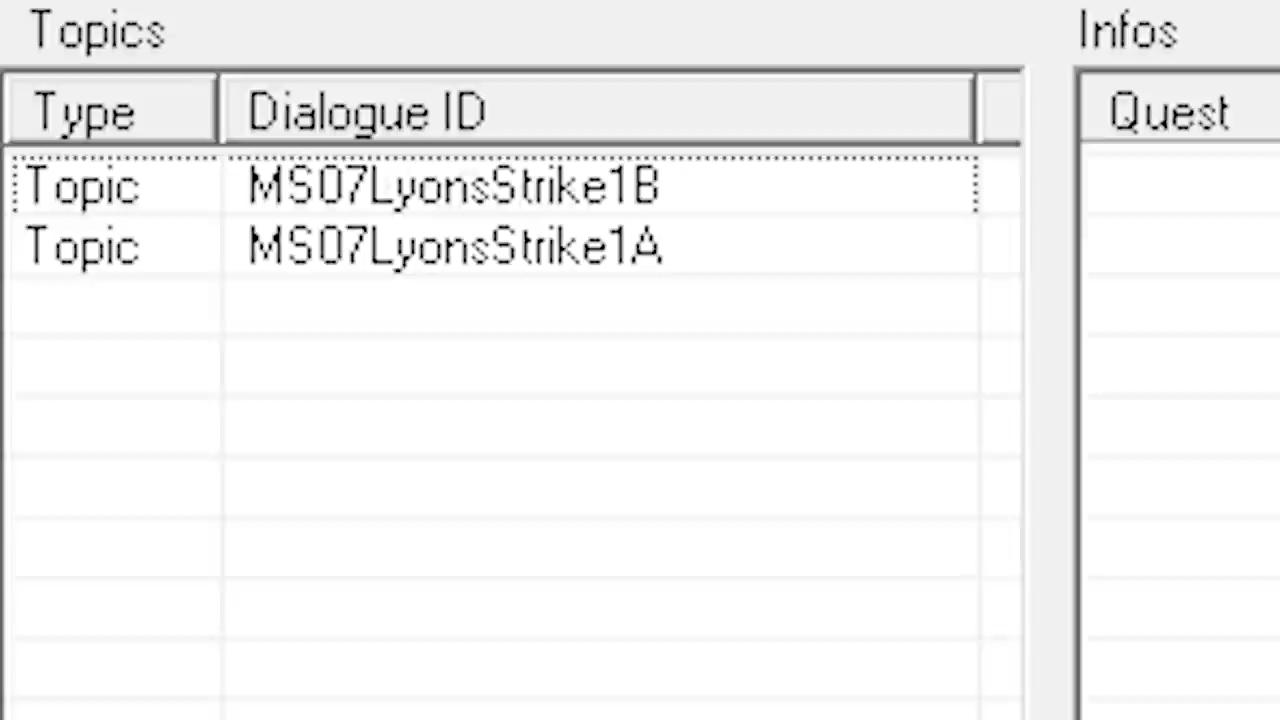 Topics
Infos
Type Dialogue ID
Quest
Topic MS07LyonsStrike1B
Topic MS07LyonsStrike1A